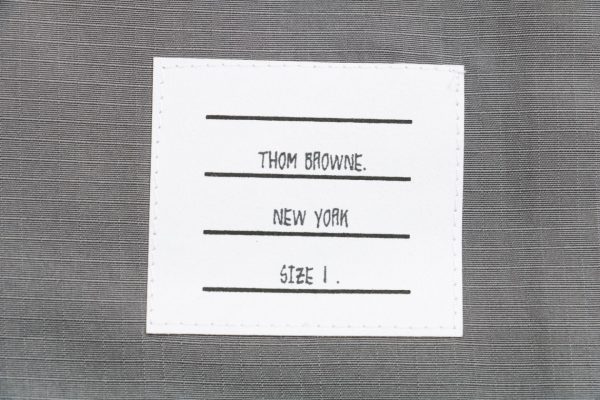 THOM BROWNE.
NEW YORK
SIZE 1 .